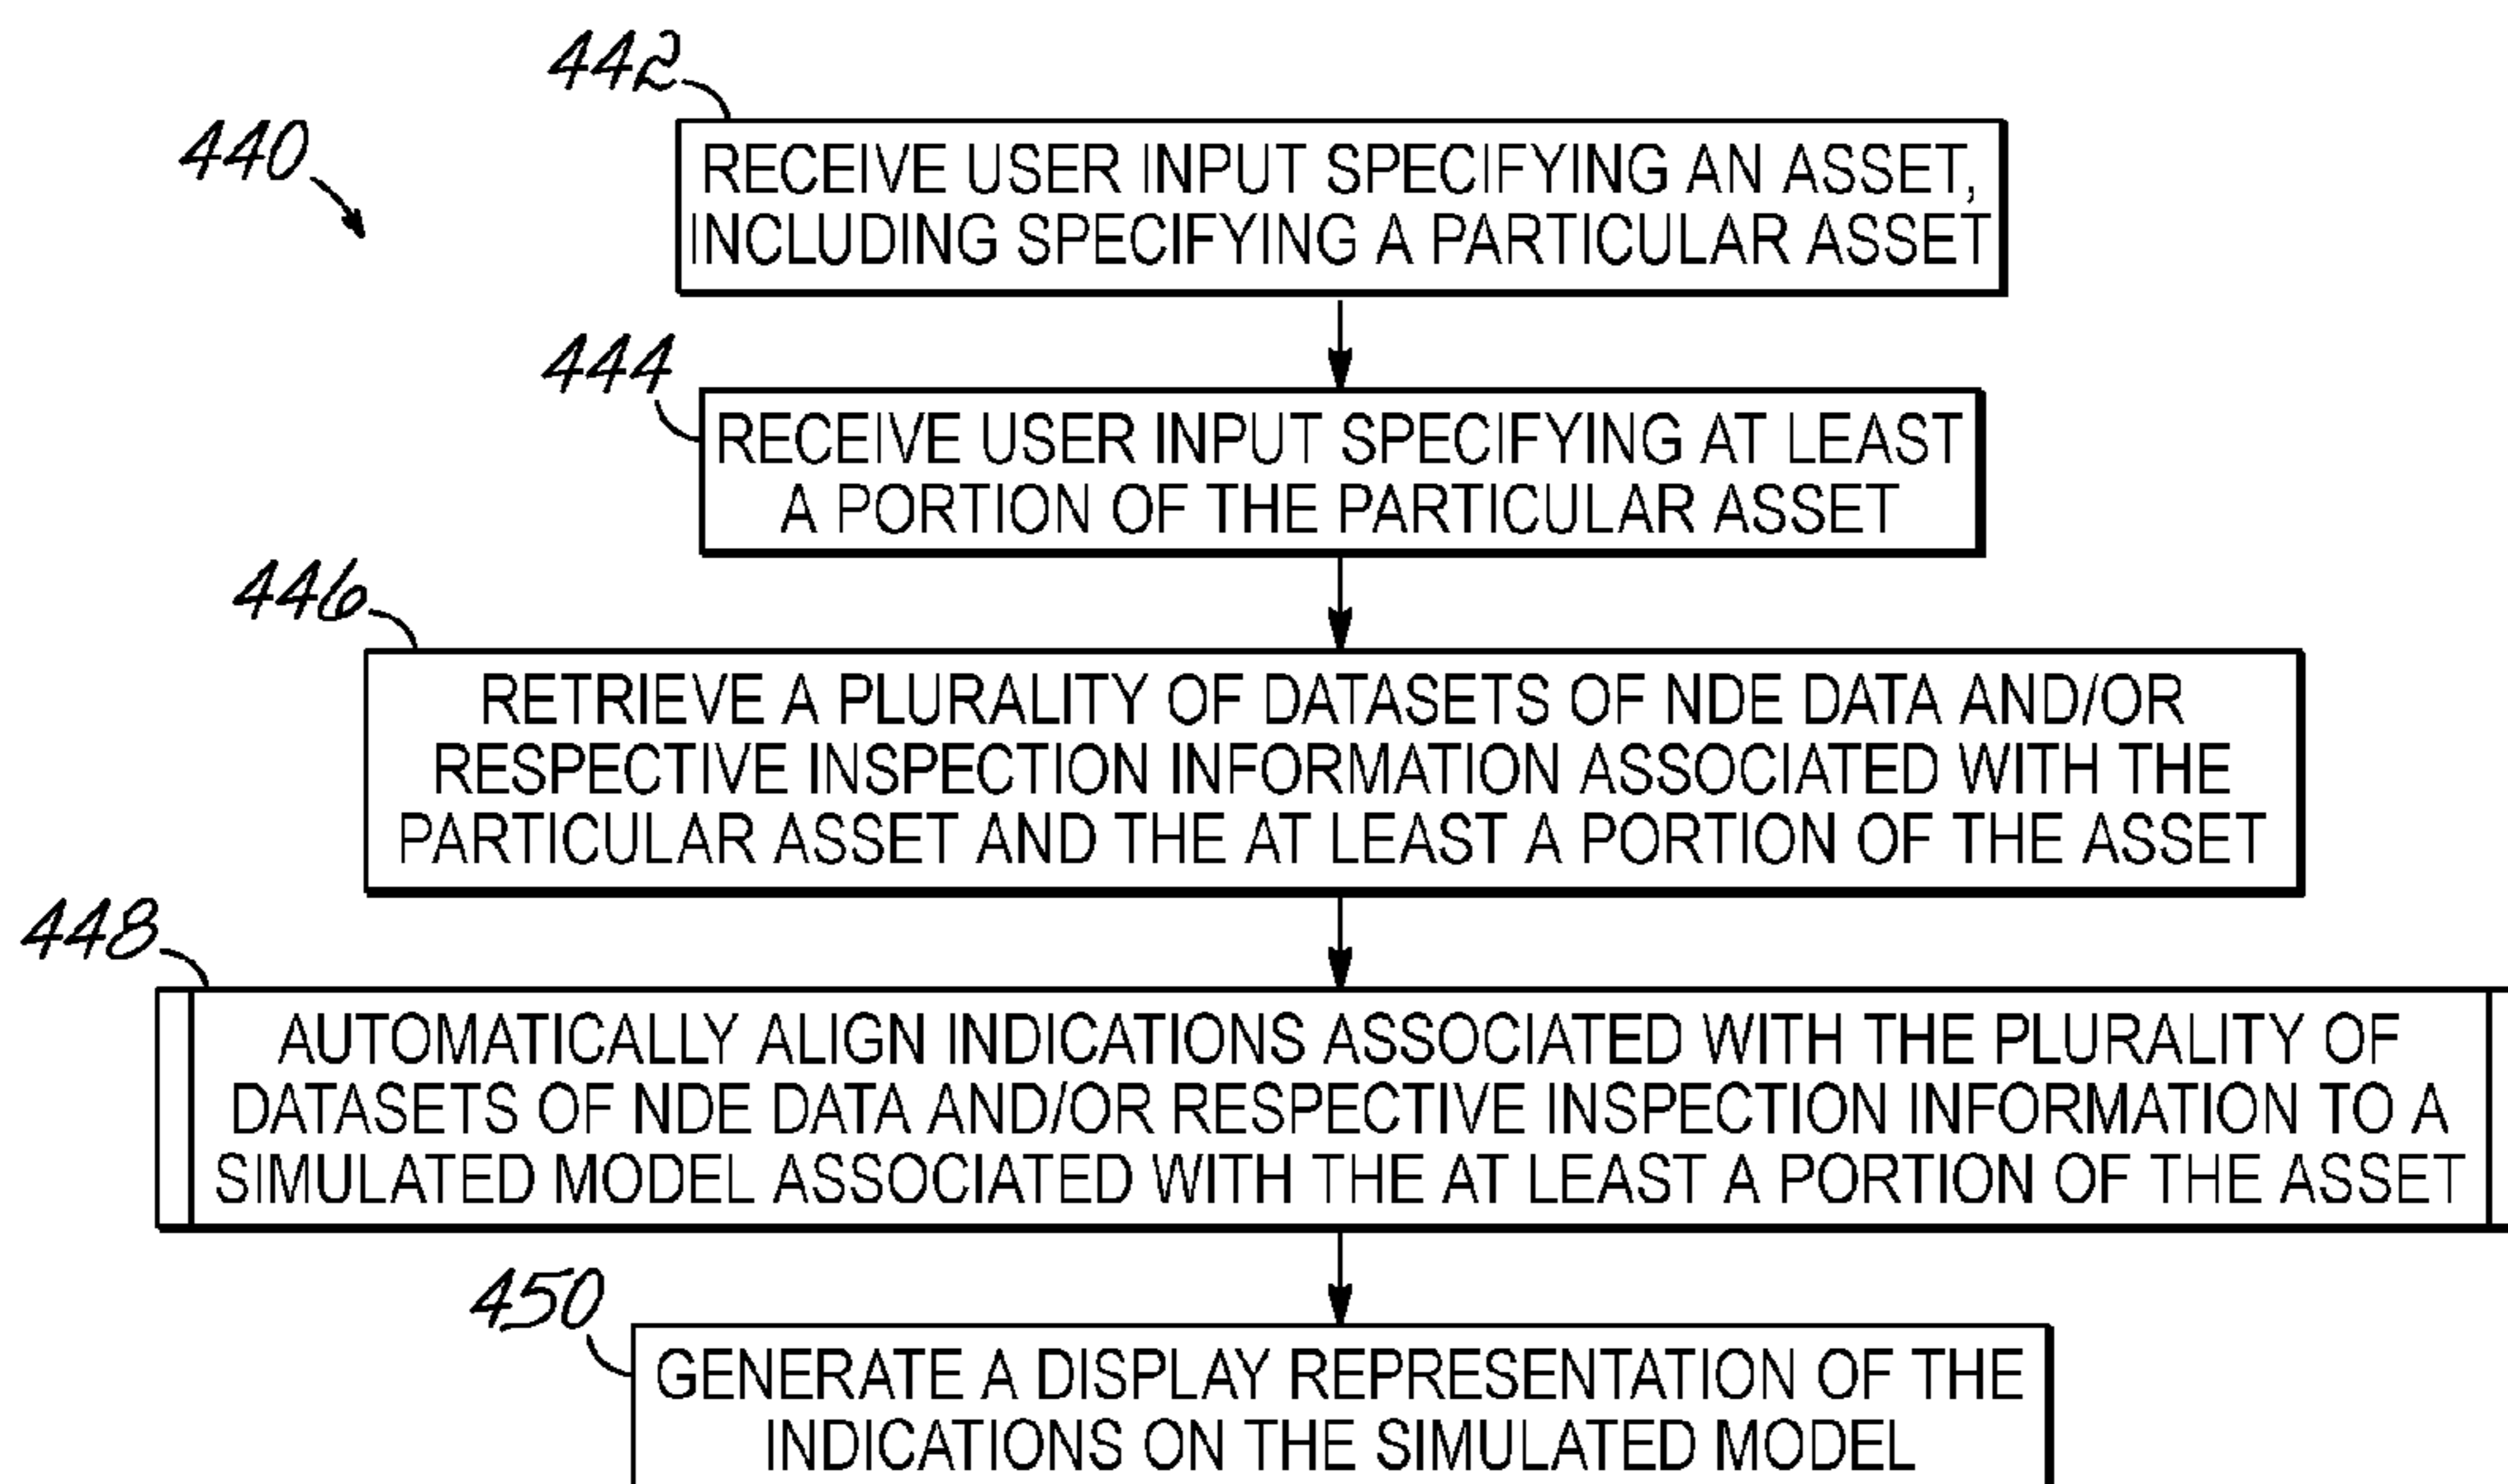 442
440
RECEIVE USER INPUT SPECIFYING AN ASSET,
INCLUDING SPECIFYING A PARTICULAR ASSET
444
RECEIVE USER INPUT SPECIFYING AT LEAST
A PORTION OF THE PARTICULAR ASSET
446
RETRIEVE A PLURALITY OF DATASETS OF NDE DATA AND/OR
RESPECTIVE INSPECTION INFORMATION ASSOCIATED WITH THE
PARTICULAR ASSET AND THE AT LEAST A PORTION OF THE ASSET
448
AUTOMATICALLY ALIGN INDICATIONS ASSOCIATED WITH THE PLURALITY OF
DATASETS OF NDE DATA AND/OR RESPECTIVE INSPECTION INFORMATION TO A
SIMULATED MODEL ASSOCIATED WITH THE AT LEAST A PORTION OF THE ASSET
450
GENERATE A DISPLAY REPRESENTATION OF THE
INDICATIONS ON THE SIMULATED MODEL